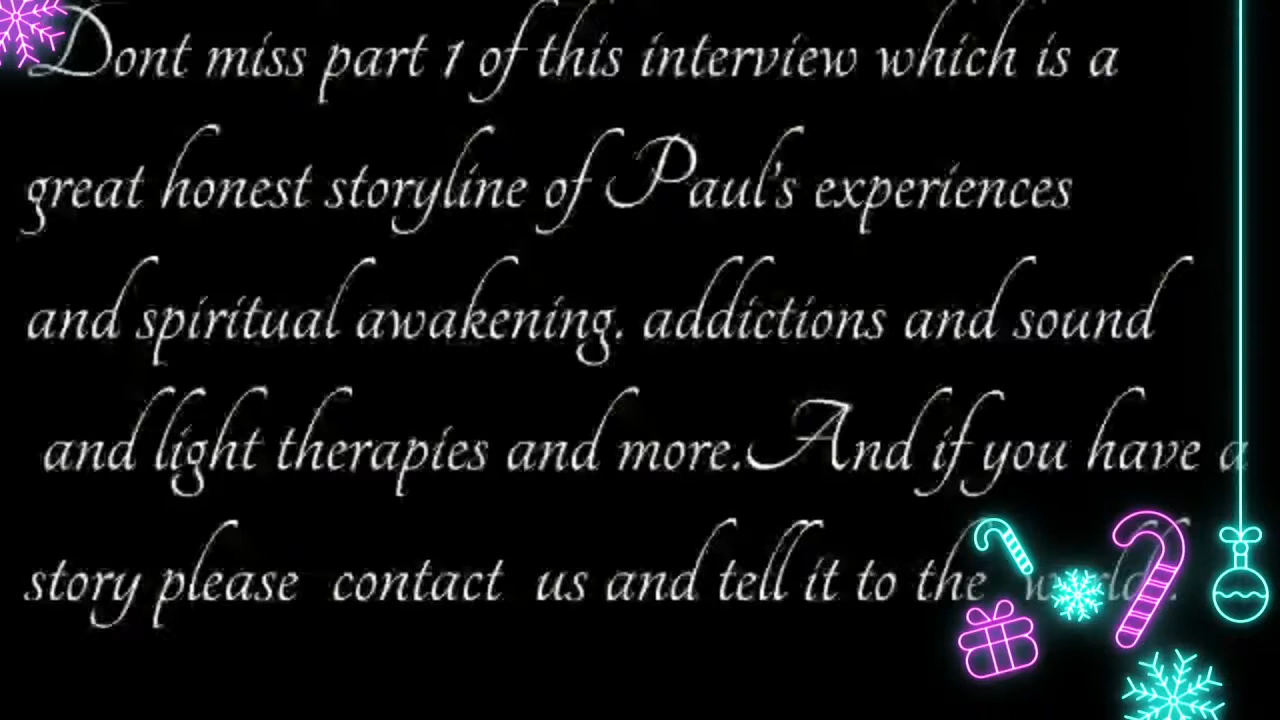 Dont miss part 1 of this interview which is a
great honest storyline of Paul's experiences
and spiritual awakening. addictions and sound
and light therapies and more.And if you have a
story please contact us and tell it to the world.